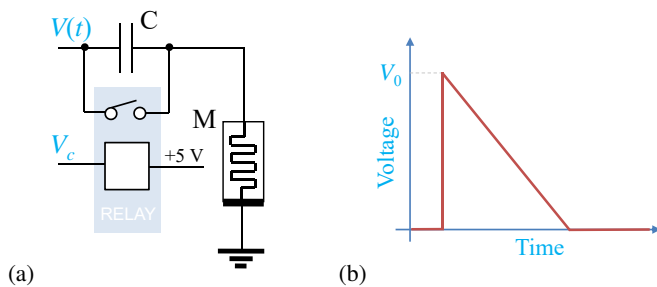 V(t) C
M
V_c +5 V
RELAY
(a)
V_0
Voltage
Time
(b)